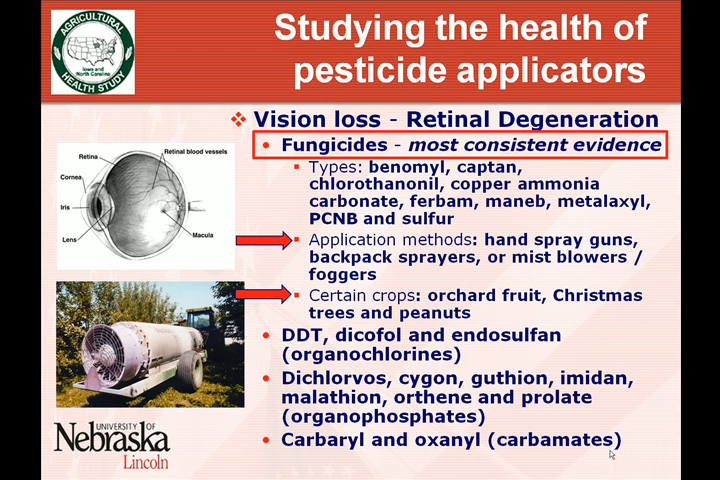 Studying the health of
pesticide applicators
AGRICULTURAL
Iowa and
North Carolina
HEALTH STUDY
❖ Vision loss - Retinal Degeneration
• Fungicides - most consistent evidence
▪ Types: benomyl, captan,
chlorothanonil, copper ammonia
carbonate, ferbam, maneb, metalaxyl,
PCNB and sulfur
▪ Application methods: hand spray guns,
backpack sprayers, or mist blowers /
foggers
▪ Certain crops: orchard fruit, Christmas
trees and peanuts
• DDT, dicofol and endosulfan
(organochlorines)
• Dichlorvos, cygon, guthion, imidan,
malathion, orthene and prolate
(organophosphates)
• Carbaryl and oxanyl (carbamates)
Retina
Retinal blood vessels
Cornea
Iris
Lens
Macula
UNIVERSITY OF
Nebraska
Lincoln